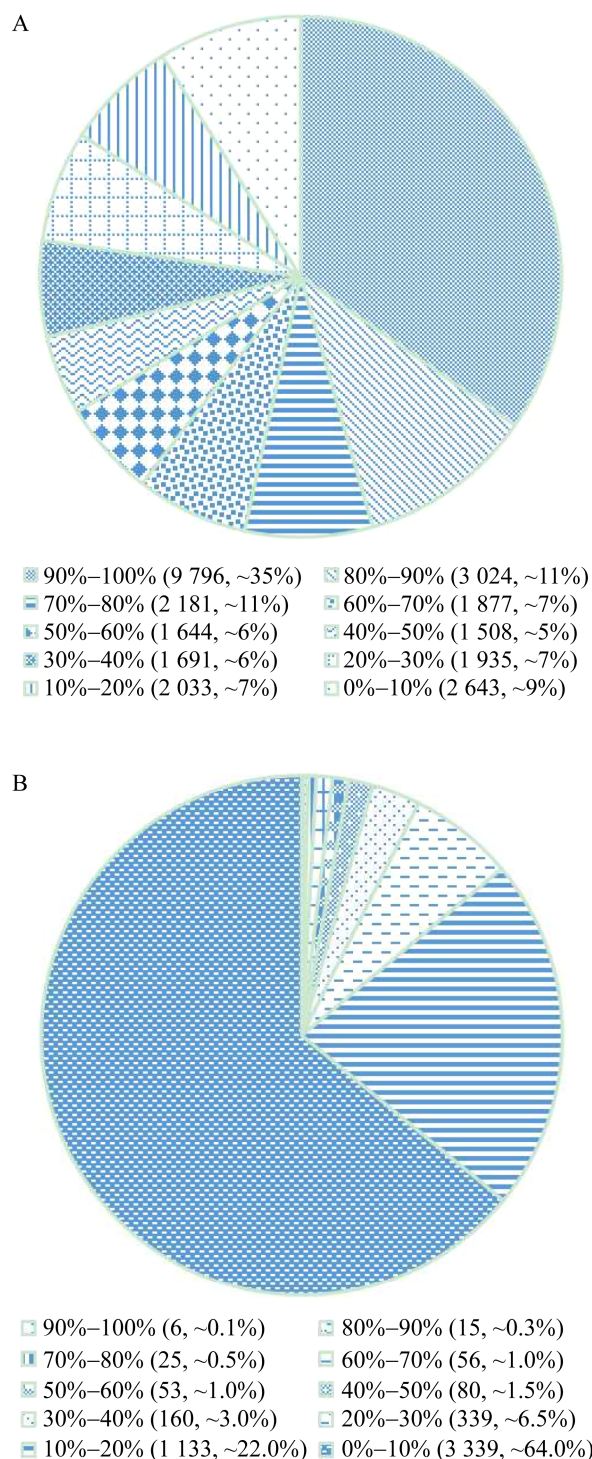 A
90%–100% (9 796, ~35%) 80%–90% (3 024, ~11%)
70%–80% (2 181, ~11%) 60%–70% (1 877, ~7%)
50%–60% (1 644, ~6%) 40%–50% (1 508, ~5%)
30%–40% (1 691, ~6%) 20%–30% (1 935, ~7%)
10%–20% (2 033, ~7%) 0%–10% (2 643, ~9%)
B
90%–100% (6, ~0.1%) 80%–90% (15, ~0.3%)
70%–80% (25, ~0.5%) 60%–70% (56, ~1.0%)
50%–60% (53, ~1.0%) 40%–50% (80, ~1.5%)
30%–40% (160, ~3.0%) 20%–30% (339, ~6.5%)
10%–20% (1 133, ~22.0%) 0%–10% (3 339, ~64.0%)